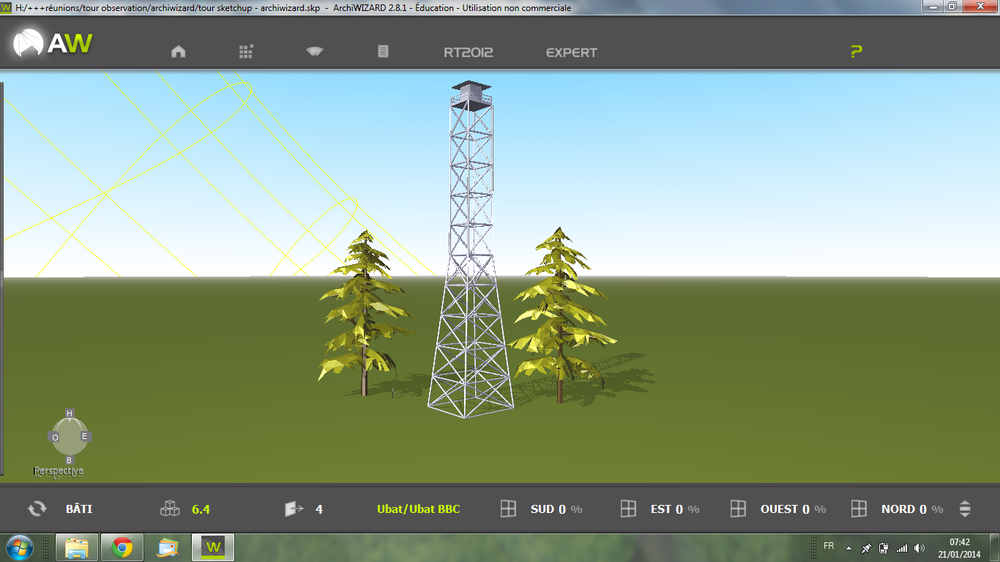 W H:/+++réunions/tour observation/archiwizard/tour sketchup - archiwizard.skp - ArchiWIZARD 2.8.1 - Éducation - Utilisation non commerciale
AW
RT2012
EXPERT
?
H
O
E
B
Perspective
BÂTI
6.4
4
Ubat/Ubat BBC
SUD 0 %
EST 0 %
OUEST 0 %
NORD 0 %
W
FR
07:42
21/01/2014